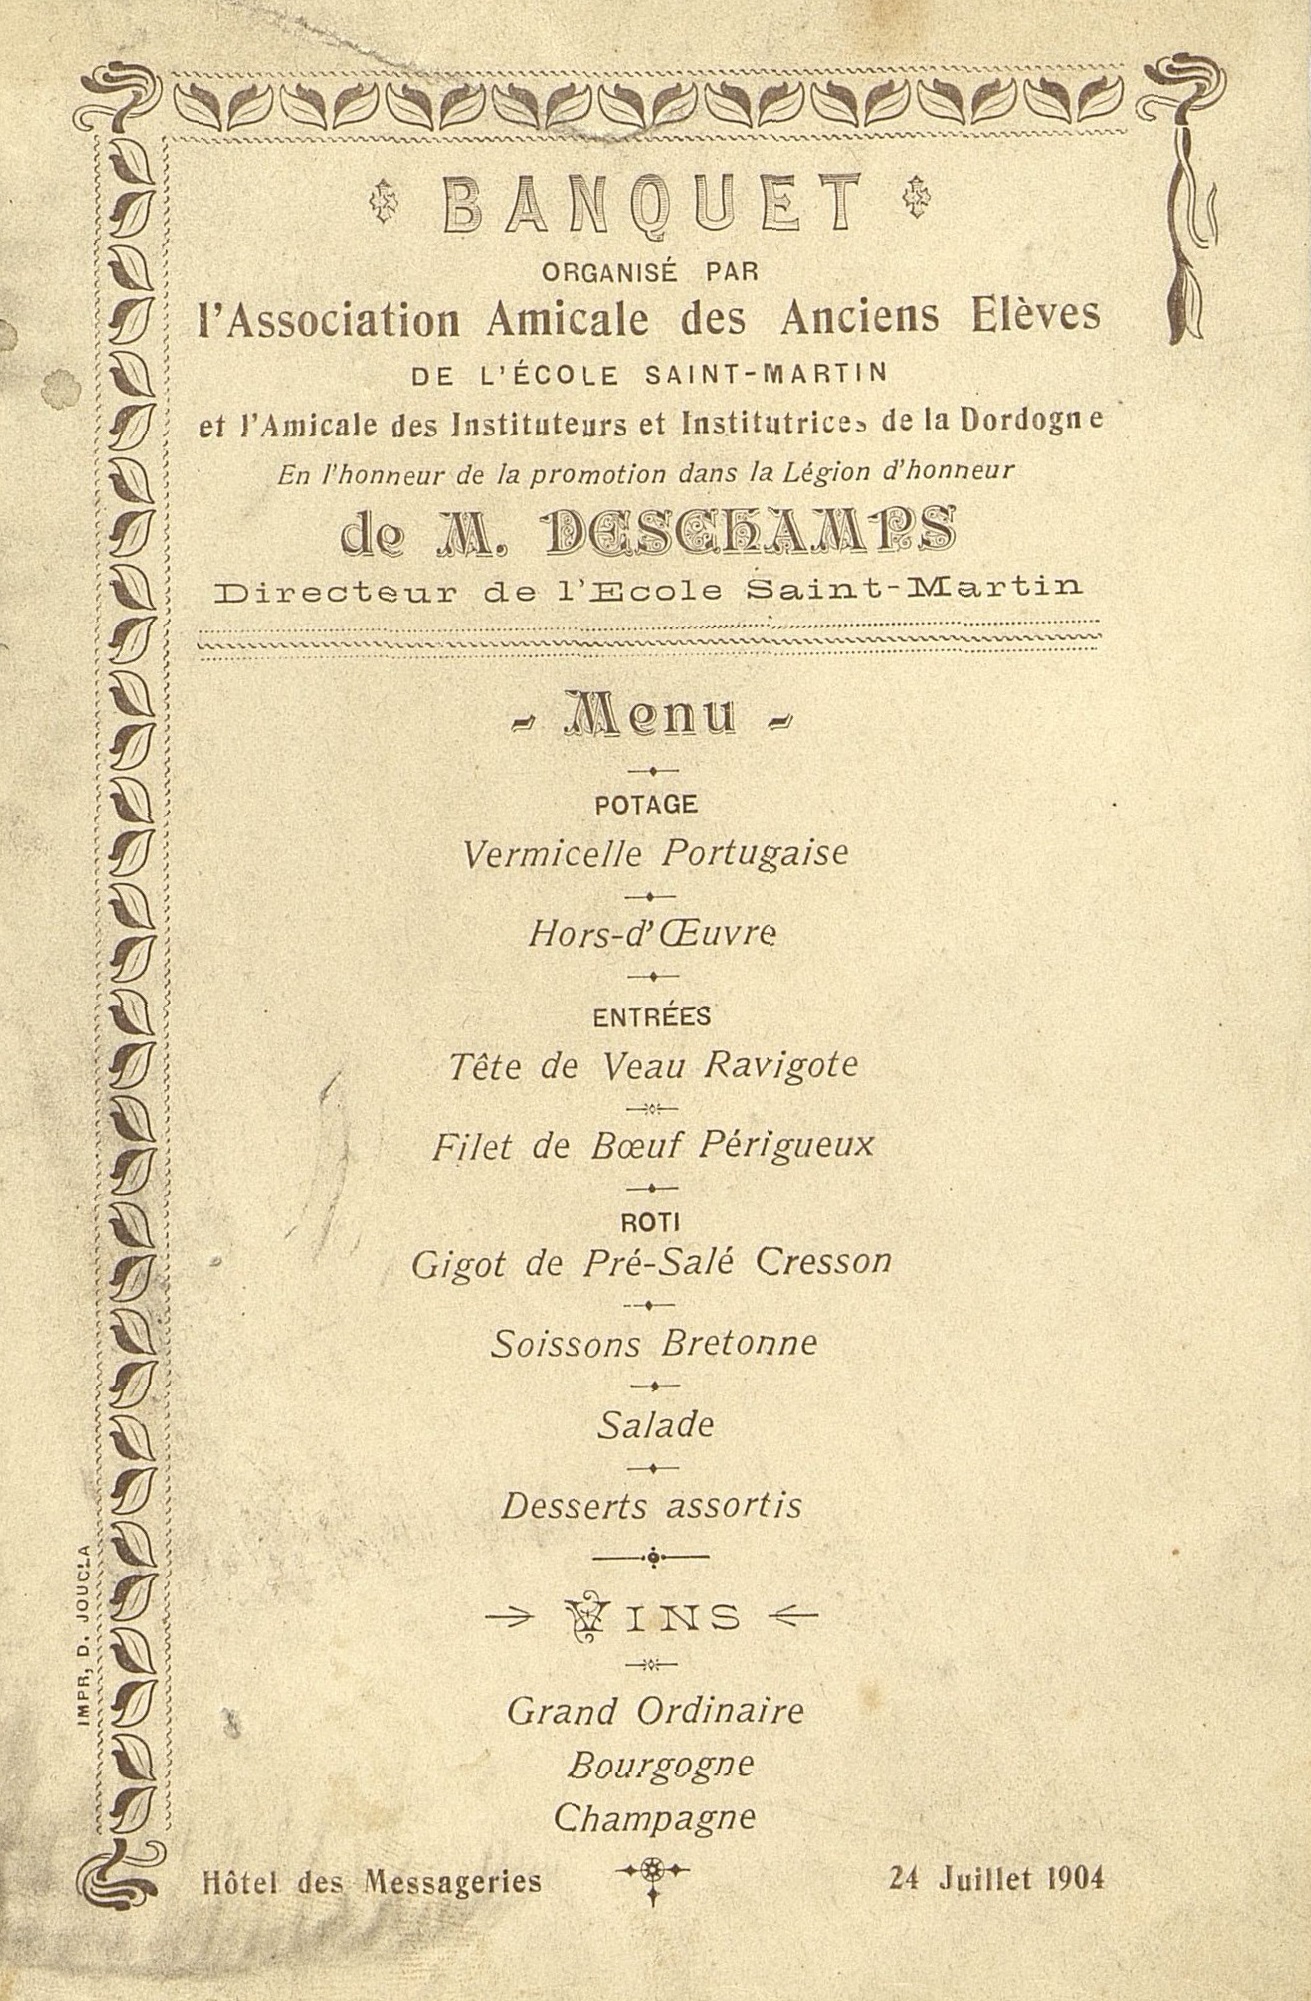 BANQUET
ORGANISÉ PAR
l'Association Amicale des Anciens Elèves
DE L'ÉCOLE SAINT-MARTIN
et l'Amicale des Instituteurs et Institutrices de la Dordogne
En l'honneur de la promotion dans la Légion d'honneur
de M. DESCHAMPS
Directeur de l'Ecole Saint-Martin
- Menu -
POTAGE
Vermicelle Portugaise
Hors-d'Œuvre
ENTRÉES
Tête de Veau Ravigote
Filet de Bœuf Périgueux
ROTI
Gigot de Pré-Salé Cresson
Soissons Bretonne
Salade
Desserts assortis
VINS
Grand Ordinaire
Bourgogne
Champagne
Hôtel des Messageries
24 Juillet 1904
IMPR, D. JOUCLA